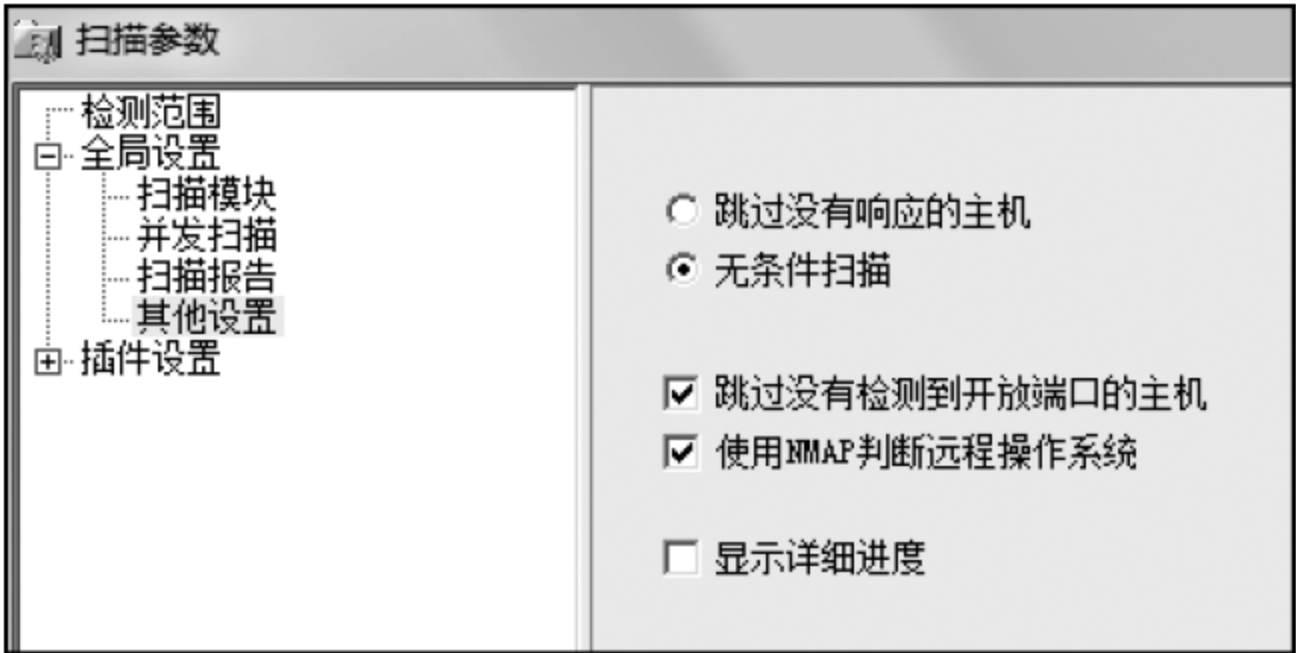 扫描参数
检测范围
全局设置
扫描模块
并发扫描
扫描报告
其他设置
插件设置
跳过没有响应的主机
无条件扫描
跳过没有检测到开放端口的主机
使用NMAP判断远程操作系统
显示详细进度